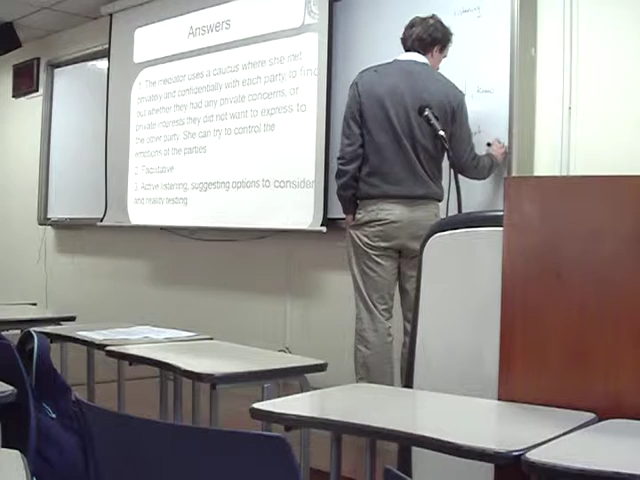 Answers
1. The mediator uses a caucus where she met
privately and confidentially with each party, to find
out whether they had any private concerns, or
private interests they did not want to express to
the other party. She can try to control the
emotions of the parties
2. Facilitative
3. Active listening, suggesting options to consider
and reality testing
listening